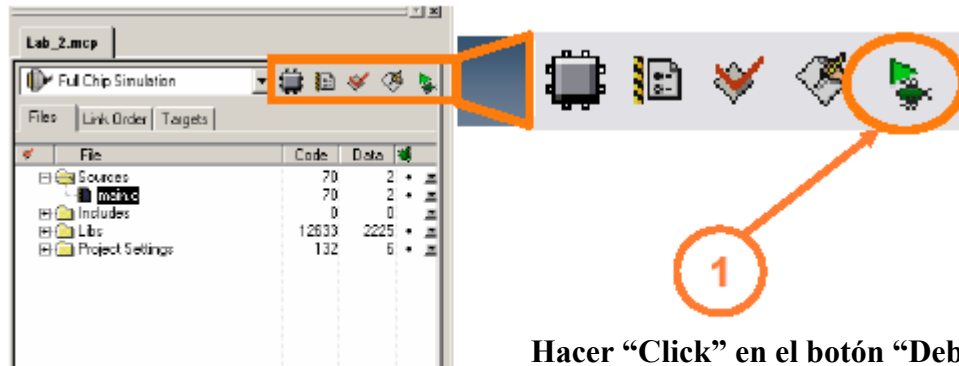 Lab_2.mcp
Full Chip Simulation
Files Link Order Targets
File Code Data
Sources 70 2
main.c 70 2
Includes 0 0
Libs 12633 2225
Project Settings 132 6
1
Hacer “Click” en el botón “Deb